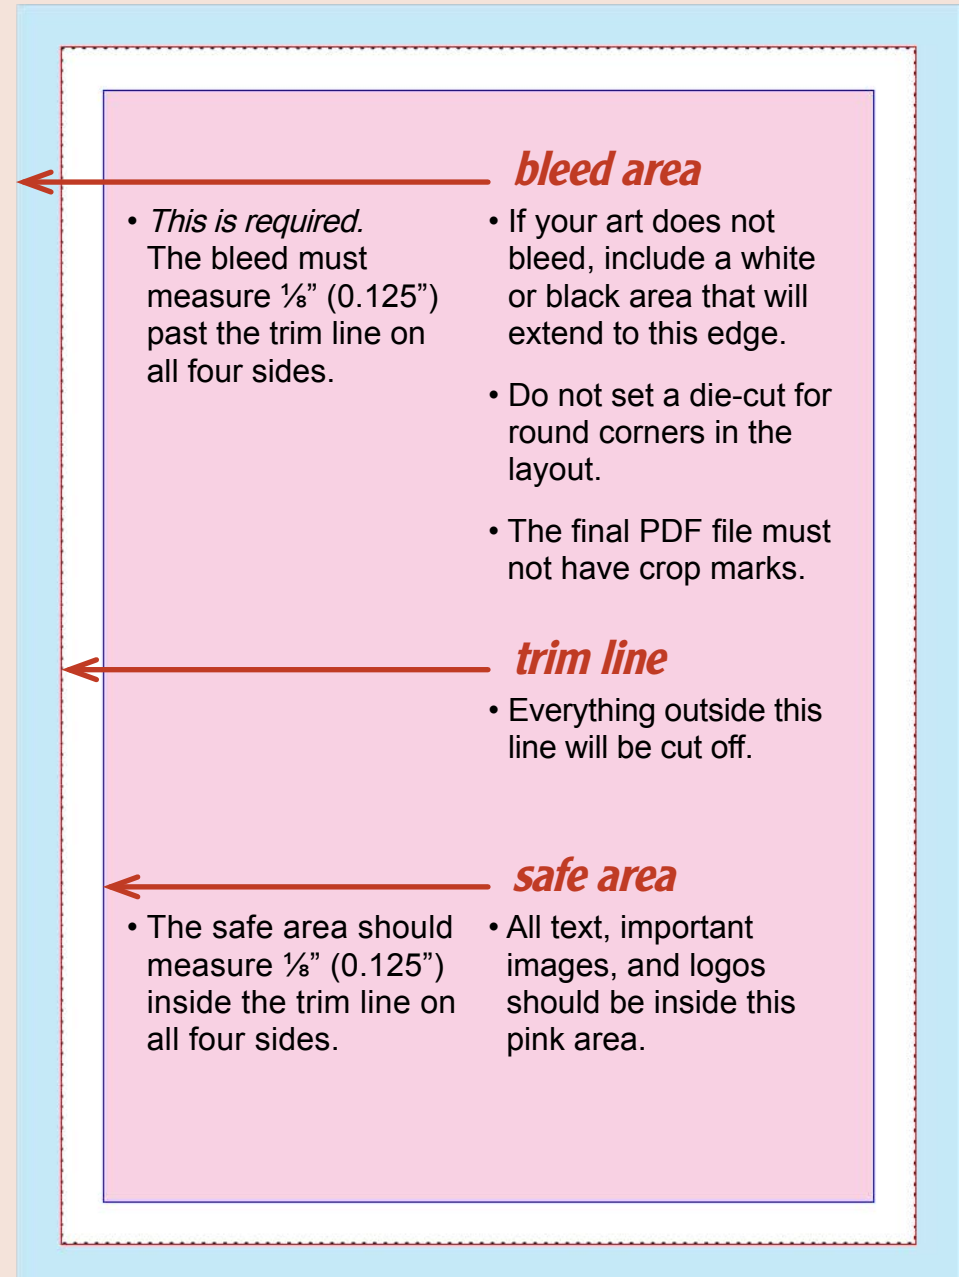 bleed area
• This is required.
The bleed must
measure ⅛” (0.125”)
past the trim line on
all four sides.
• If your art does not
bleed, include a white
or black area that will
extend to this edge.
• Do not set a die-cut for
round corners in the
layout.
• The final PDF file must
not have crop marks.
trim line
• Everything outside this
line will be cut off.
safe area
• The safe area should
measure ⅛” (0.125”)
inside the trim line on
all four sides.
• All text, important
images, and logos
should be inside this
pink area.